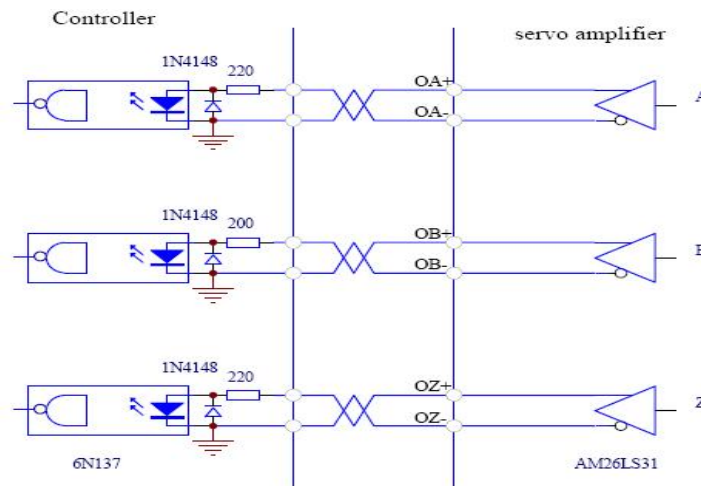 Controller
servo amplifier
1N4148
220
OA+
A
OA-
1N4148
200
OB+
OB-
1N4148
220
OZ+
Z
OZ-
6N137
AM26LS31